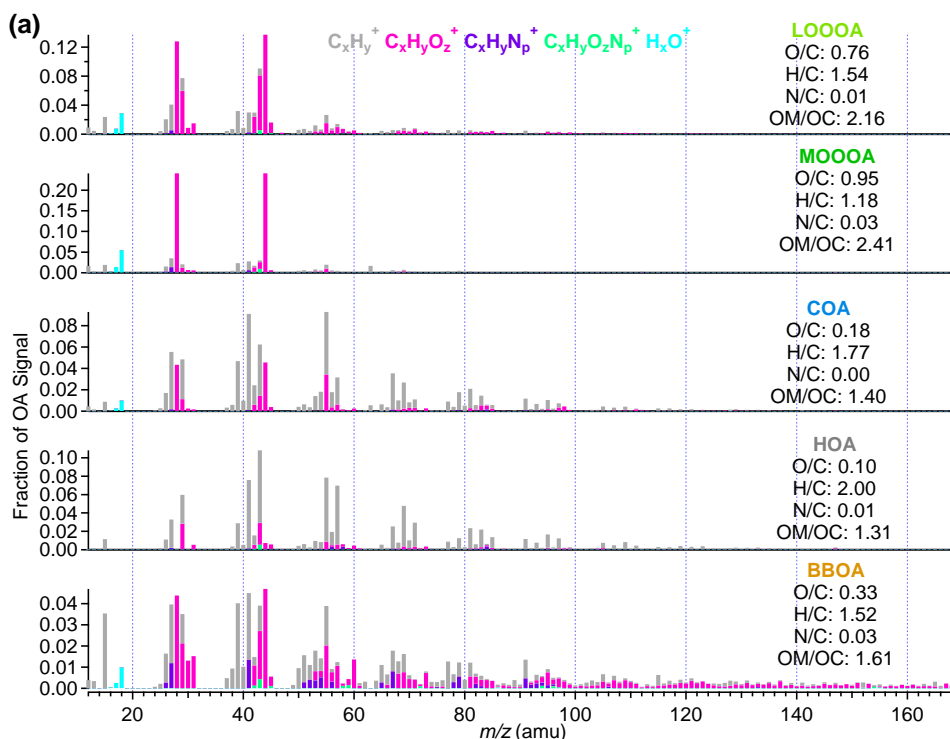 (a)
CₓHᵧ⁺ CₓHᵧO_z⁺ CₓHᵧNₚ⁺ CₓHᵧO_zNₚ⁺ HₓO⁺
LOOOA
O/C: 0.76
H/C: 1.54
N/C: 0.01
OM/OC: 2.16
0.12
0.08
0.04
0.00
MOOOA
O/C: 0.95
H/C: 1.18
N/C: 0.03
OM/OC: 2.41
0.20
0.15
0.10
0.05
0.00
COA
O/C: 0.18
H/C: 1.77
N/C: 0.00
OM/OC: 1.40
0.08
0.06
0.04
0.02
0.00
Fraction of OA Signal
HOA
O/C: 0.10
H/C: 2.00
N/C: 0.01
OM/OC: 1.31
0.10
0.08
0.06
0.04
0.02
0.00
BBOA
O/C: 0.33
H/C: 1.52
N/C: 0.03
OM/OC: 1.61
0.04
0.03
0.02
0.01
0.00
20 40 60 80 100 120 140 160
m/z (amu)